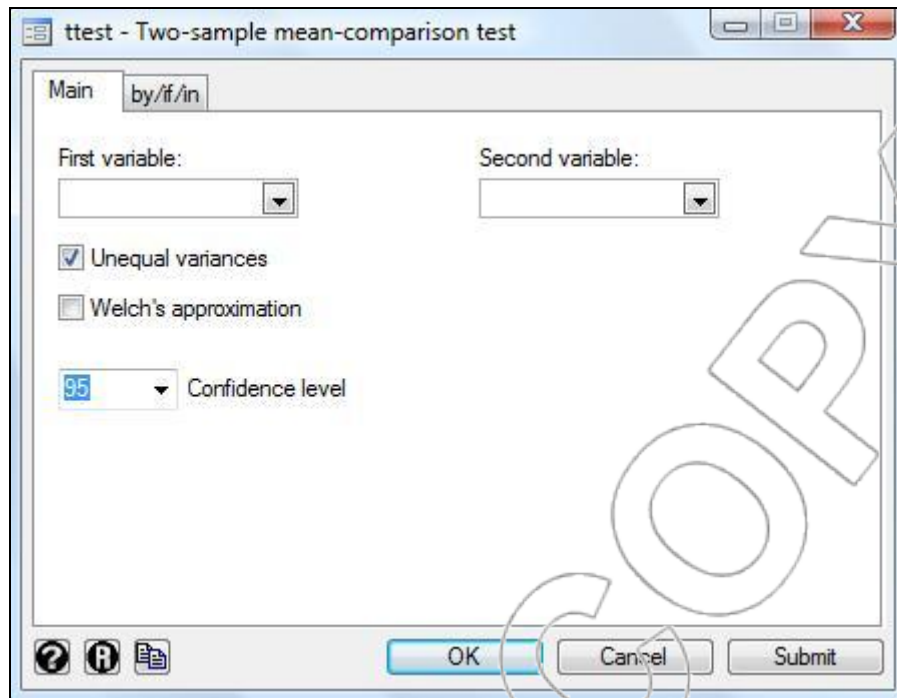 ttest - Two-sample mean-comparison test
Main by/if/in
First variable: Second variable:
Unequal variances
Welch's approximation
95 Confidence level
OK Cancel Submit
COPY